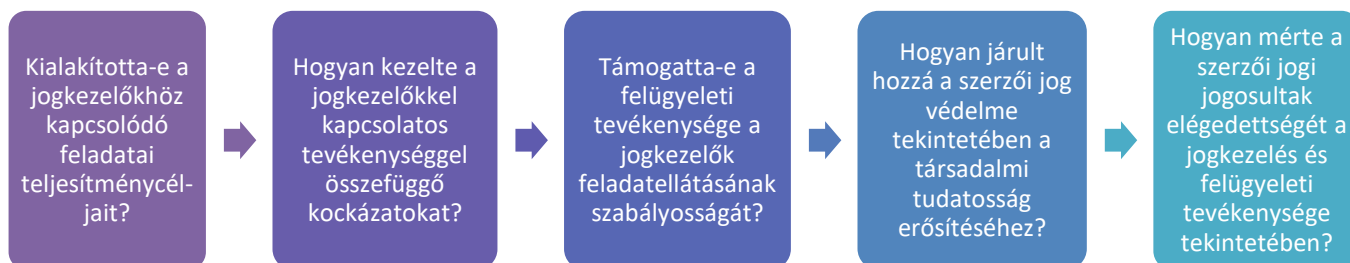 Kialakította-e a
jogkezelőkhöz
kapcsolódó
feladatai
teljesítménycél-
jait?
Hogyan kezelte a
jogkezelőkkel
kapcsolatos
tevékenységgel
összefüggő
kockázatokat?
Támogatta-e a
felügyeleti
tevékenysége a
jogkezelők
feladatellátásának
szabályosságát?
Hogyan járult
hozzá a szerzői jog
védelme
tekintetében a
társadalmi
tudatosság
erősítéséhez?
Hogyan mérte a
szerzői jogi
jogosultak
elégedettségét a
jogkezelés és
felügyeleti
tevékenysége
tekintetében?